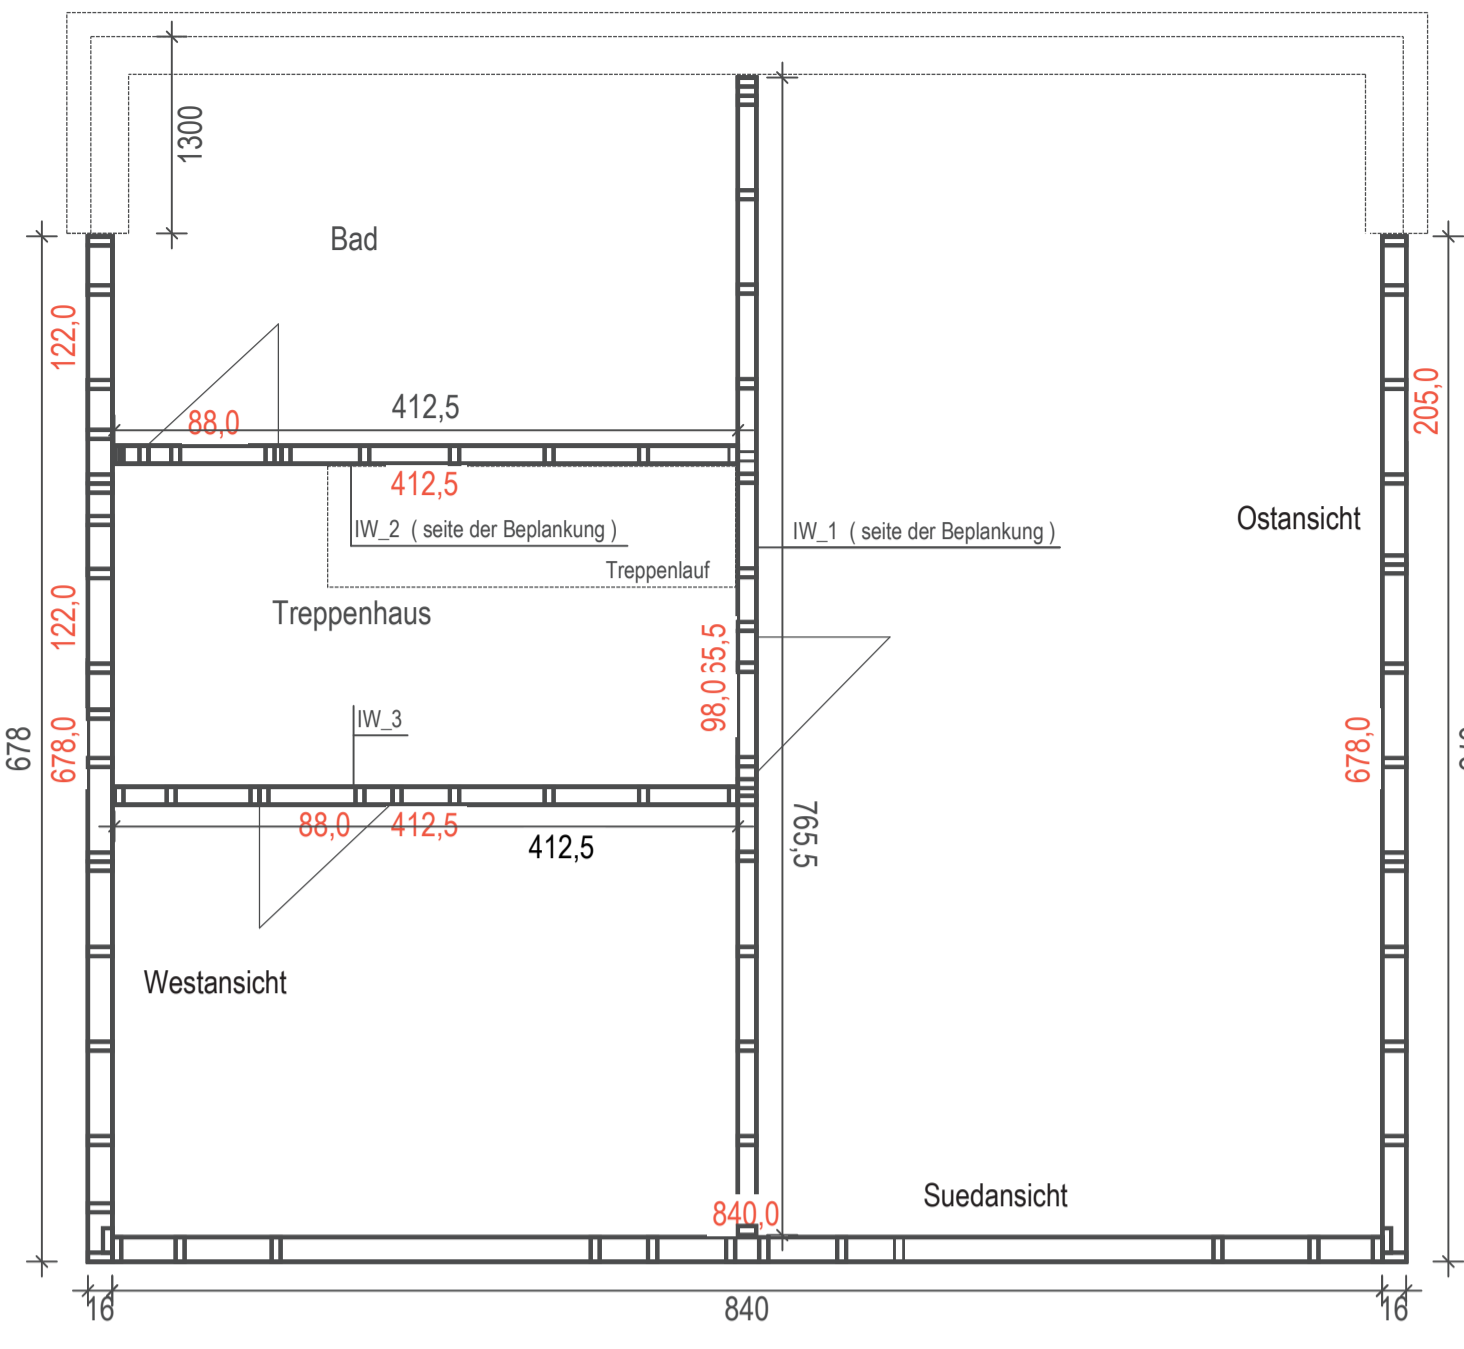 1300
Bad
122,0
412,5
88,0
205,0
412,5
IW_2 ( seite der Beplankung )
IW_1 ( seite der Beplankung )
Ostansicht
Treppenlauf
122,0
Treppenhaus
98,0
IW_3
678
678,0
678,0
88,0
412,5
412,5
765,5
Westansicht
Suedansicht
840,0
16
840
16